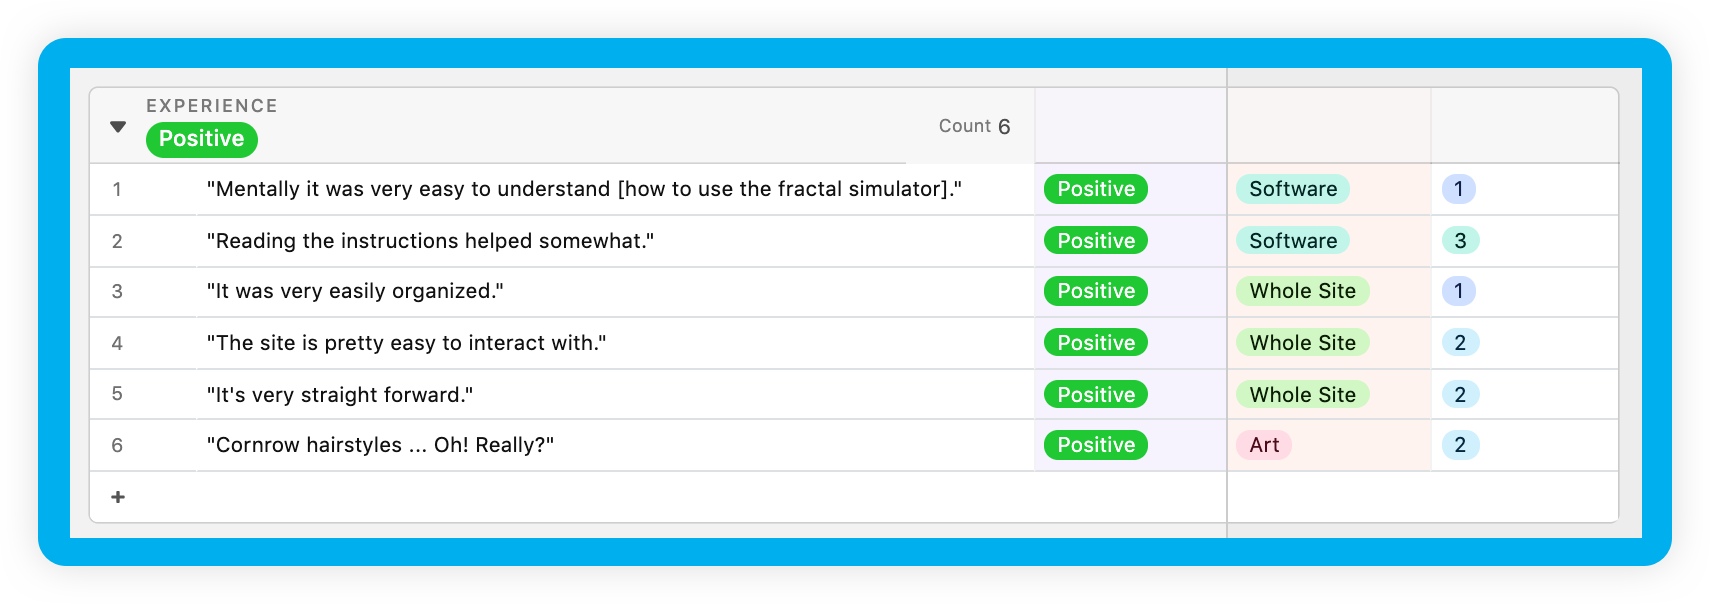 EXPERIENCE
Positive
Count 6
1 "Mentally it was very easy to understand [how to use the fractal simulator]." Positive Software 1
2 "Reading the instructions helped somewhat." Positive Software 3
3 "It was very easily organized." Positive Whole Site 1
4 "The site is pretty easy to interact with." Positive Whole Site 2
5 "It's very straight forward." Positive Whole Site 2
6 "Cornrow hairstyles ... Oh! Really?" Positive Art 2
+